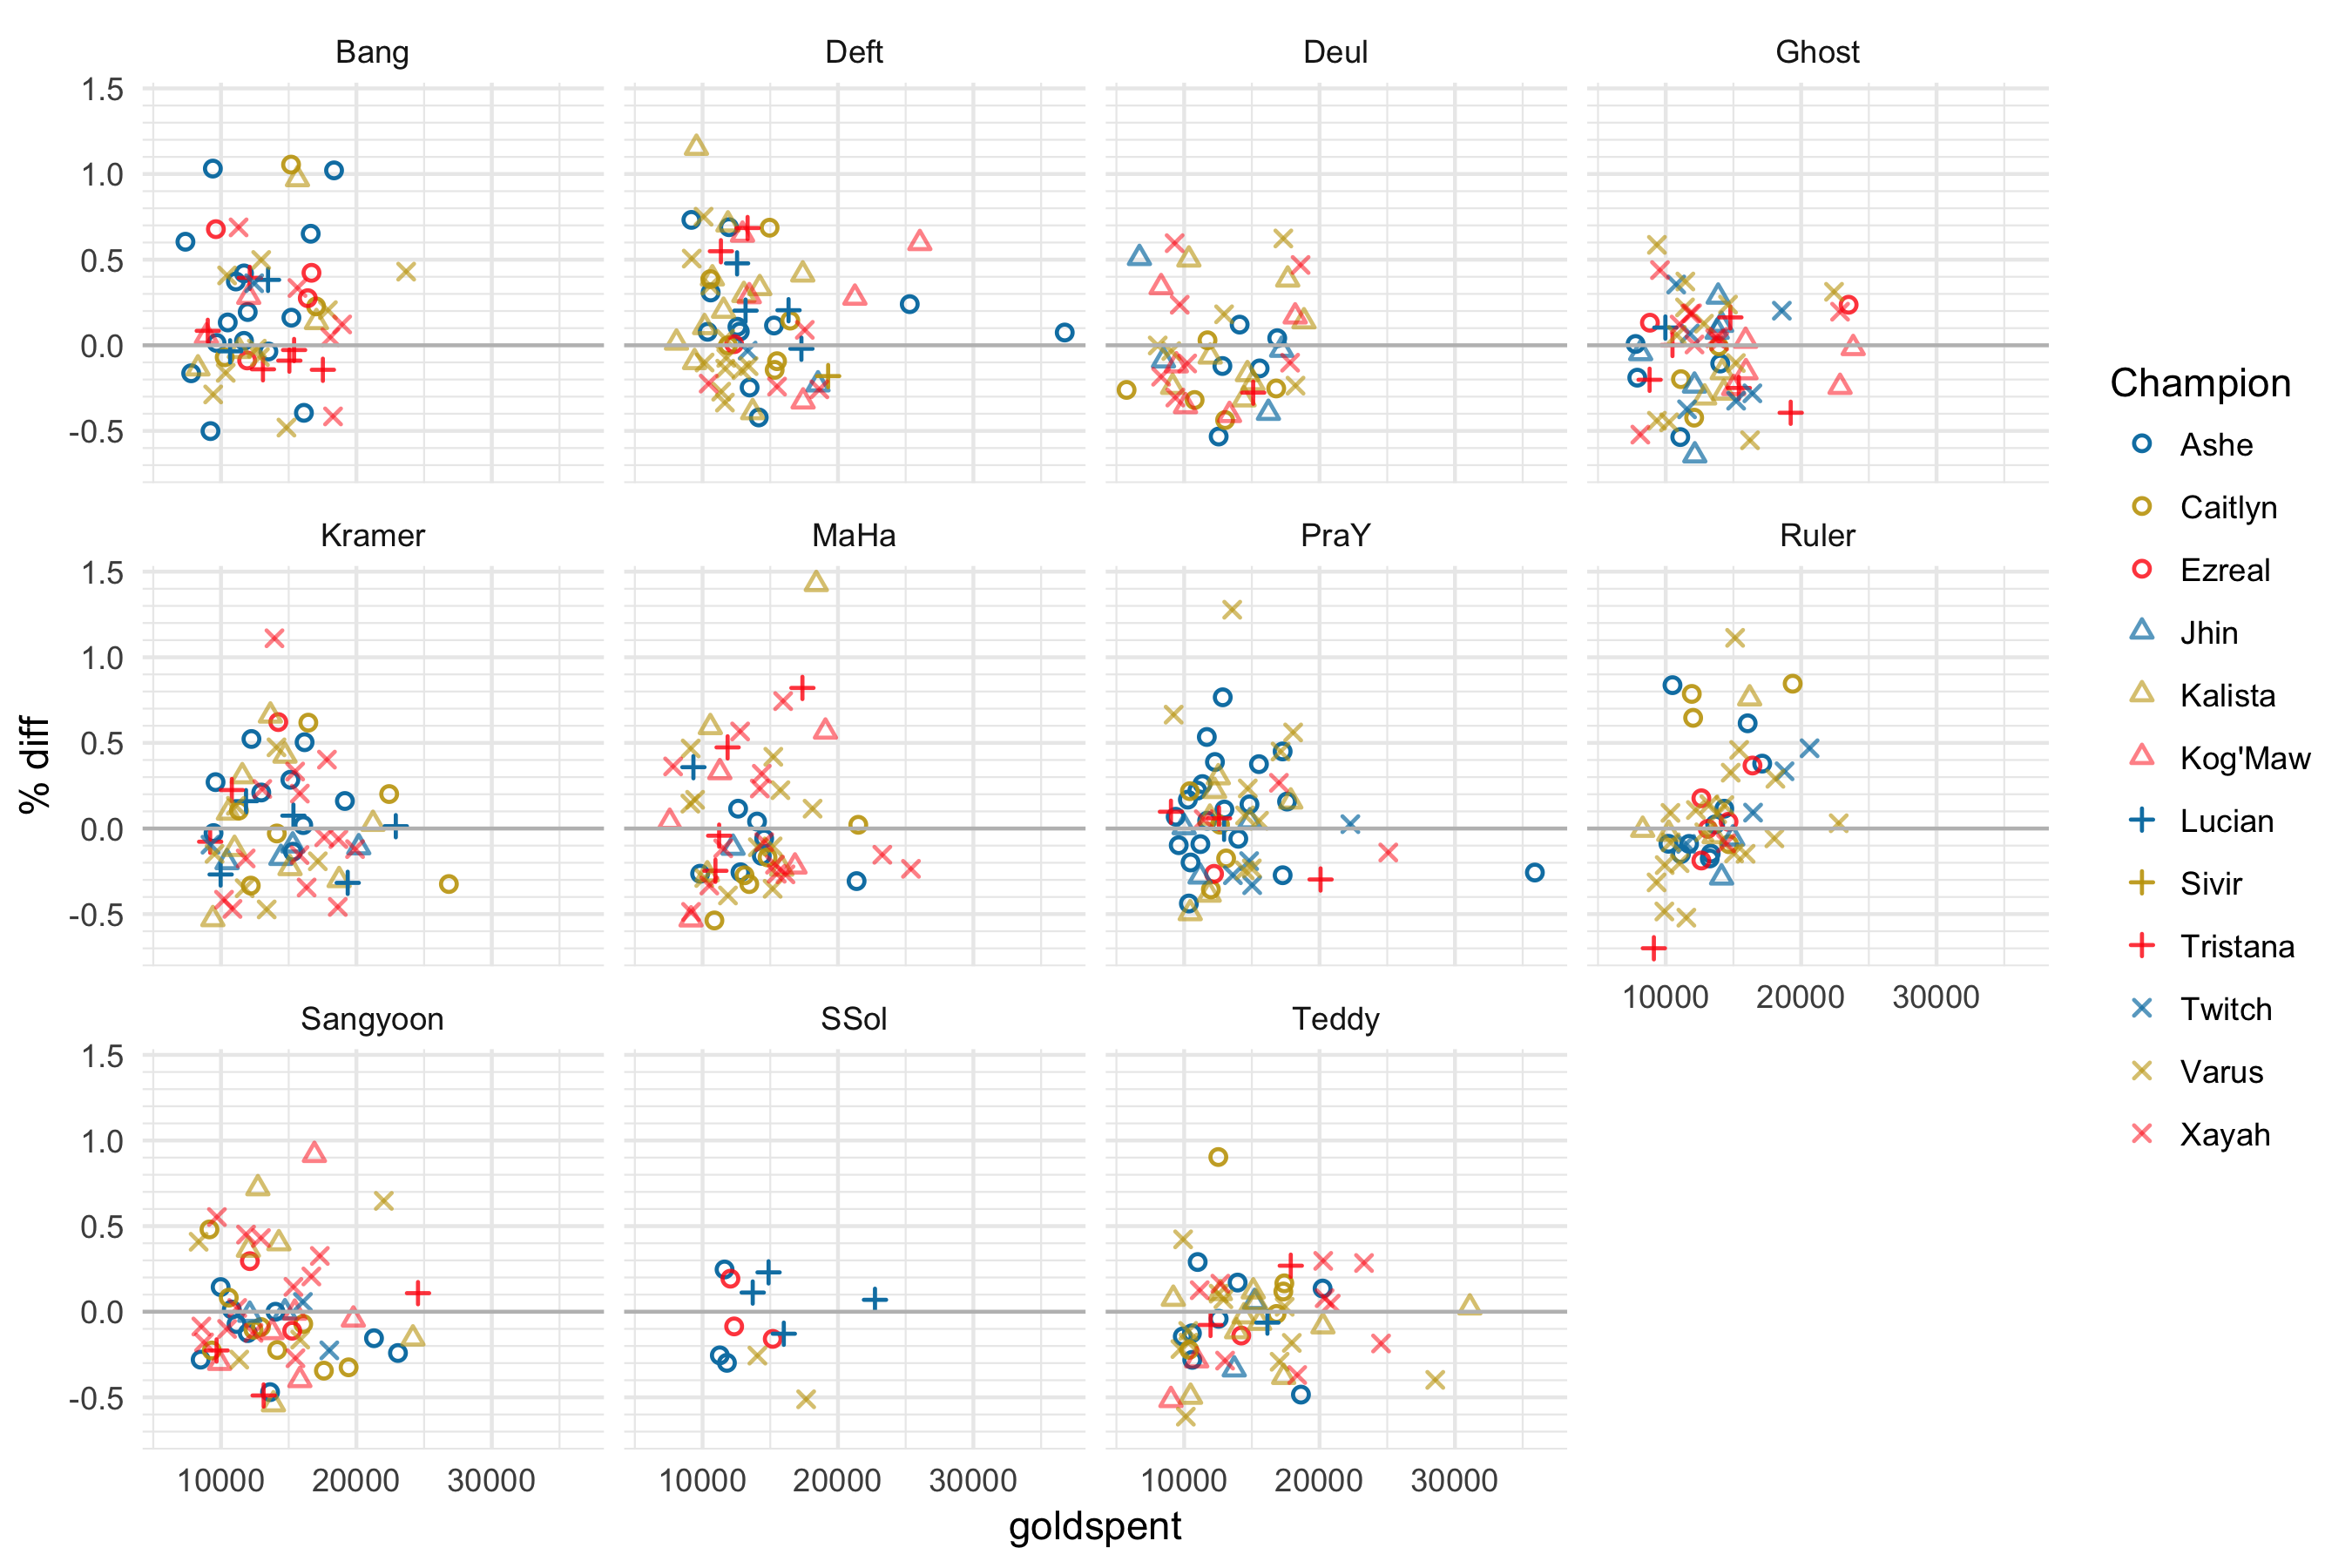 Bang Deft Deul Ghost
1.5
1.0
0.5
0.0
-0.5
Kramer MaHa PraY Ruler
1.5
1.0
0.5
0.0
-0.5
10000 20000 30000
Sangyoon SSol Teddy
1.5
1.0
0.5
0.0
-0.5
10000 20000 30000 10000 20000 30000 10000 20000 30000
goldspent
% diff
Champion
Ashe
Caitlyn
Ezreal
Jhin
Kalista
Kog'Maw
Lucian
Sivir
Tristana
Twitch
Varus
Xayah